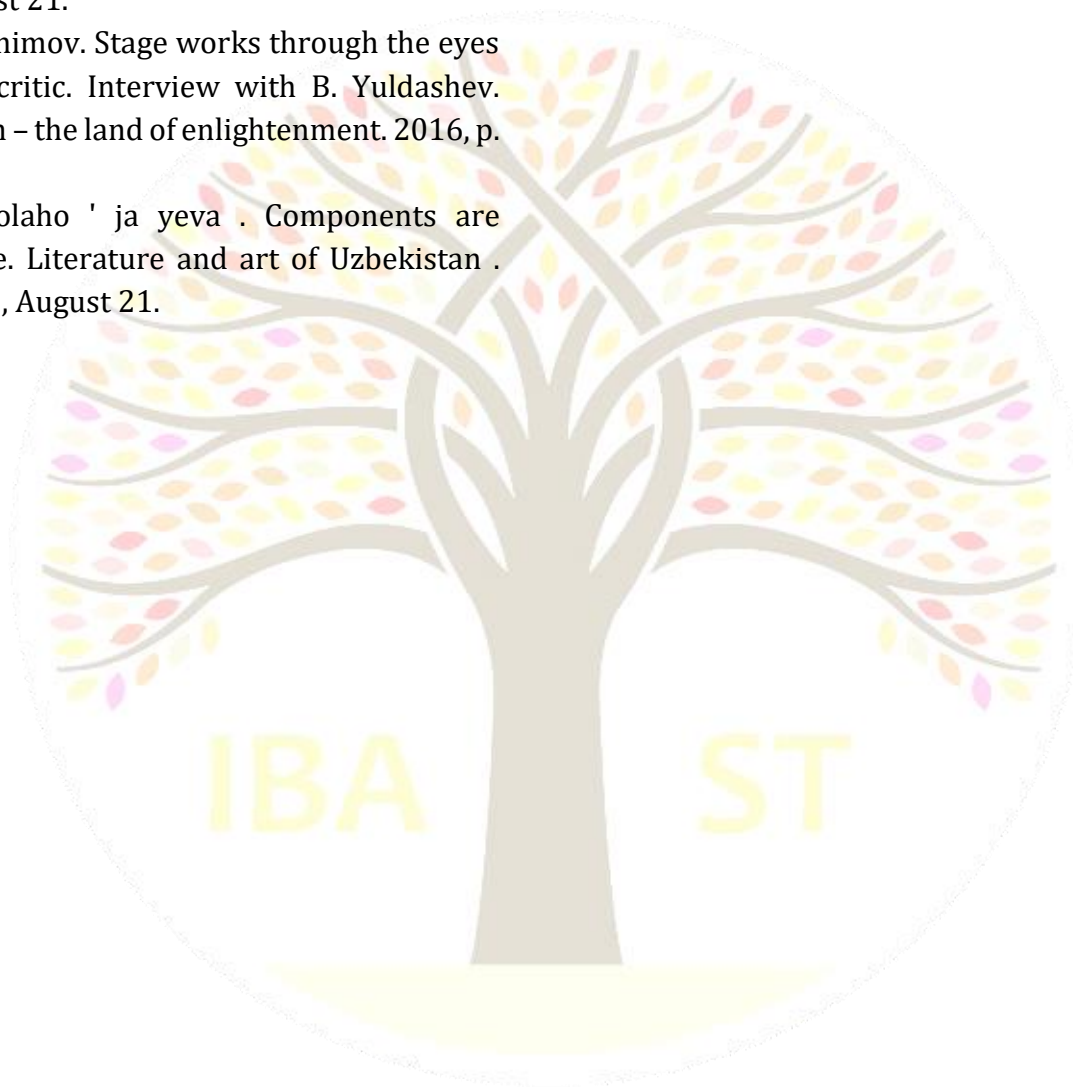 st 21.
himov. Stage works through the eyes
critic. Interview with B. Yuldashev.
n – the land of enlightenment. 2016, p.
olaho ' ja yeva . Components are
e. Literature and art of Uzbekistan .
, August 21.
IBA ST